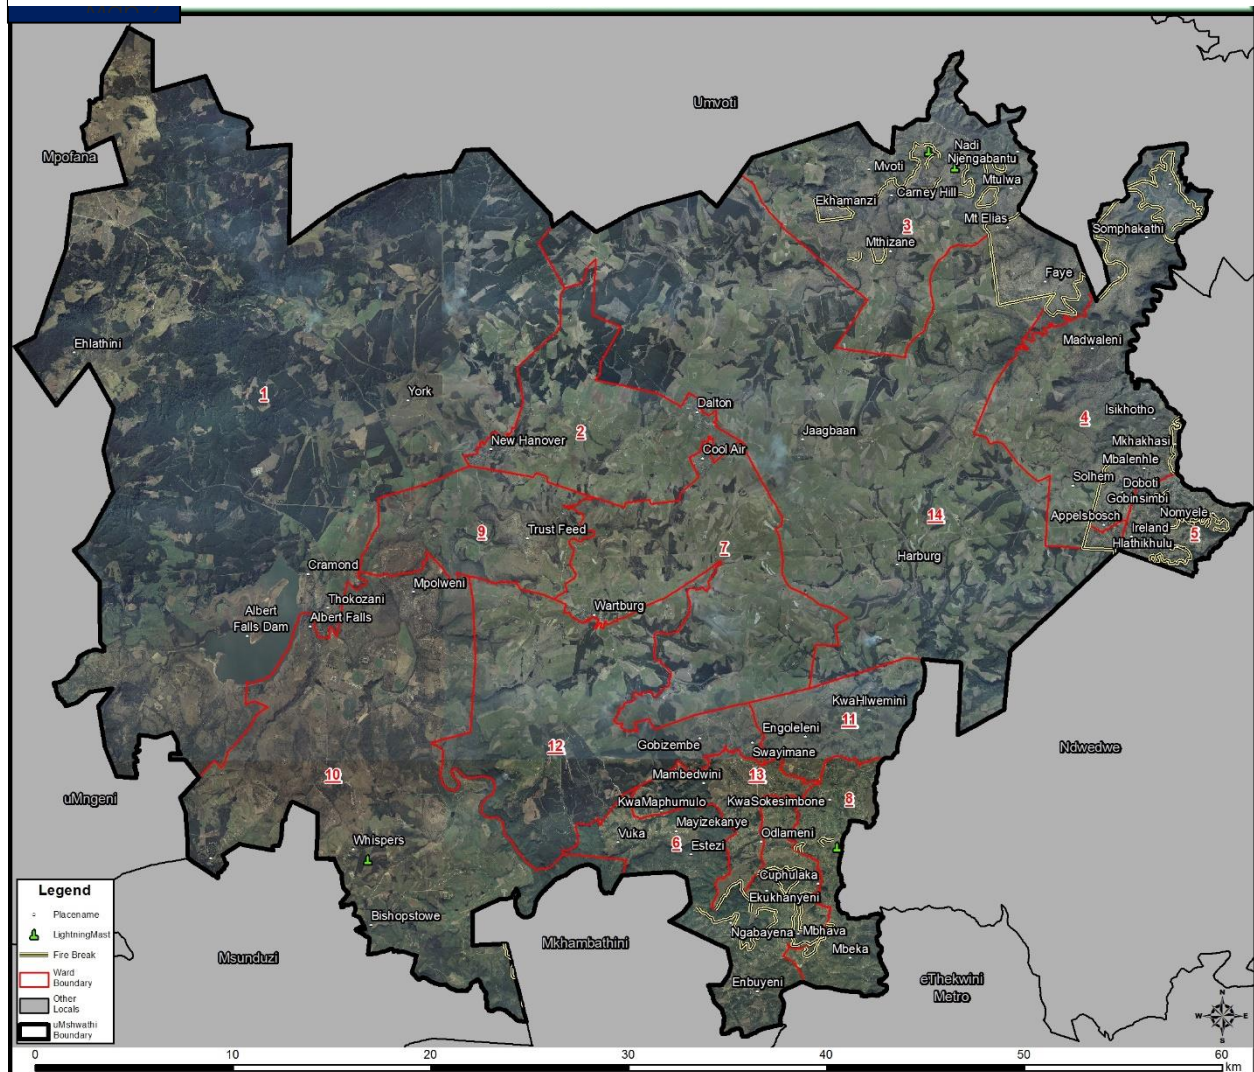 Umvoti
Mpofana
Nadi
Njengabantu
Mvoti
Mtulwa
Carney Hill
Ekhamanzi
Mt Elias
3
Somphakathi
Mthizane
Faye
Madwaleni
Ehlathini
1
York
Dalton
Isikhotho
4
2
Jaagbaan
New Hanover
Cool Air
Mkhakhasi
Mbalenhle
Solhem
Doboti
Gobinsimbi
Appelsbosch
14
Nomyele
9
Trust Feed
Ireland
5
Hlathikhulu
7
Harburg
Cramond
Mpolweni
Thokozani
Wartburg
Albert
Falls Dam
Albert Falls
KwaHlwemini
11
Engoleleni
12
Gobizembe
Swayimane
Ndwedwe
10
Mambedwini
13
uMngeni
KwaMaphumulo
KwaSokesimbone
8
Mayizekanye
Vuka
Odlameni
Whispers
6
Estezi
Cuphulaka
Ekukhanyeni
Bishopstowe
Ngabayena
Mbhava
Mkhambathini
Mbeka
Msunduzi
Enbuyeni
eThekwini
Metro
Legend
Placename
LightningMast
Fire Break
Ward
Boundary
Other
Locals
uMshwathi
Boundary
N
W E
S
0 10 20 30 40 50 60
km